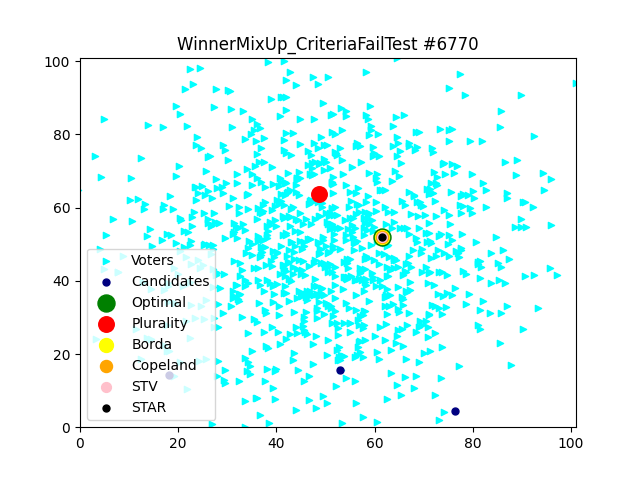 WinnerMixUp_CriteriaFailTest #6770
100
80
60
40
20
0
Voters
Candidates
Optimal
Plurality
Borda
Copeland
STV
STAR
0 20 40 60 80 100